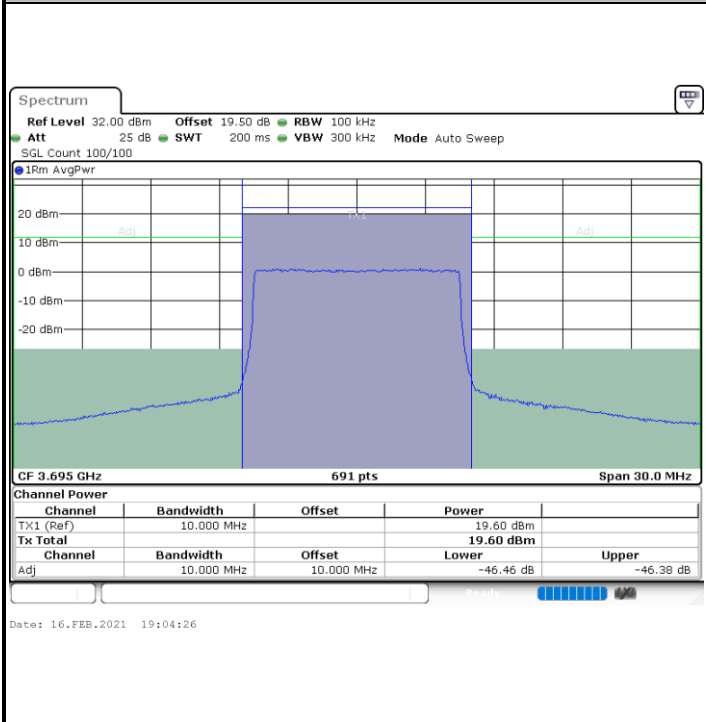 Spectrum
Ref Level 32.00 dBm Offset 19.50 dB RBW 100 kHz
Att 25 dB SWT 200 ms VBW 300 kHz Mode Auto Sweep
SGL Count 100/100
1Rm AvgPwr
20 dBm
TX1
Adj
Adj
10 dBm
0 dBm
-10 dBm
-20 dBm
CF 3.695 GHz 691 pts Span 30.0 MHz
Channel Power
Channel Bandwidth Offset Power
TX1 (Ref) 10.000 MHz 19.60 dBm
Tx Total 19.60 dBm
Channel Bandwidth Offset Lower Upper
Adj 10.000 MHz 10.000 MHz -46.46 dB -46.38 dB
Ready
Date: 16.FEB.2021 19:04:26